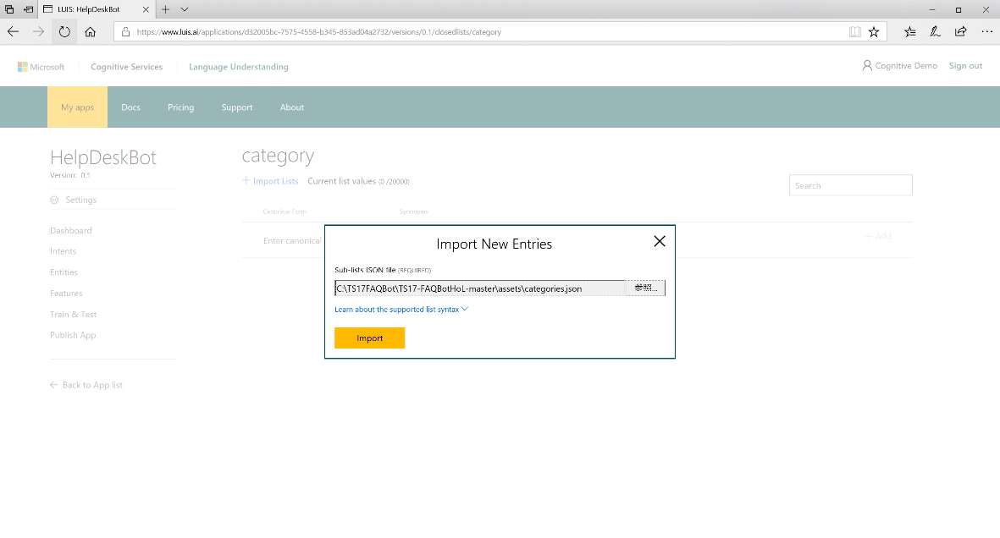 LUIS: HelpDeskBot
https://www.luis.ai/applications/d32005bc-7575-4558-b345-853ad04a2732/versions/0.1/closedlists/category
Microsoft Cognitive Services Language Understanding Cognitive Demo Sign out
My apps Docs Pricing Support About
HelpDeskBot
Version: 0.1
Settings
Dashboard
Intents
Entities
Features
Train & Test
Publish App
Back to App list
category
+ Import Lists Current list values (0 /20000)
Search
Canonical Form Synonyms
Enter canonical
+ Add
Import New Entries
Sub-lists JSON file (REQUIRED)
C:\TS17FAQBot\TS17-FAQBotHoL-master\assets\categories.json
参照...
Learn about the supported list syntax
Import